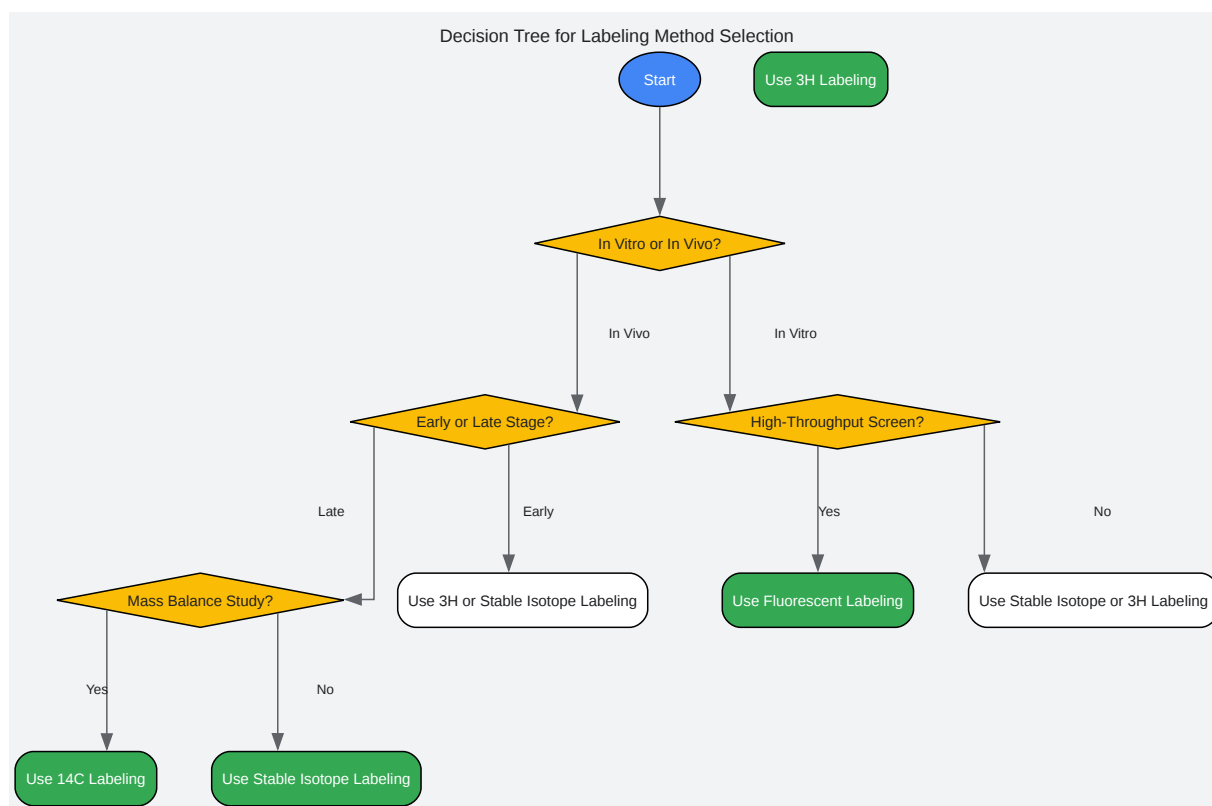 Decision Tree for Labeling Method Selection
Start
Use 3H Labeling
In Vitro or In Vivo?
In Vivo
In Vitro
Early or Late Stage?
High-Throughput Screen?
Late
Early
Yes
No
Mass Balance Study?
Use 3H or Stable Isotope Labeling
Use Fluorescent Labeling
Use Stable Isotope or 3H Labeling
Yes
No
Use 14C Labeling
Use Stable Isotope Labeling